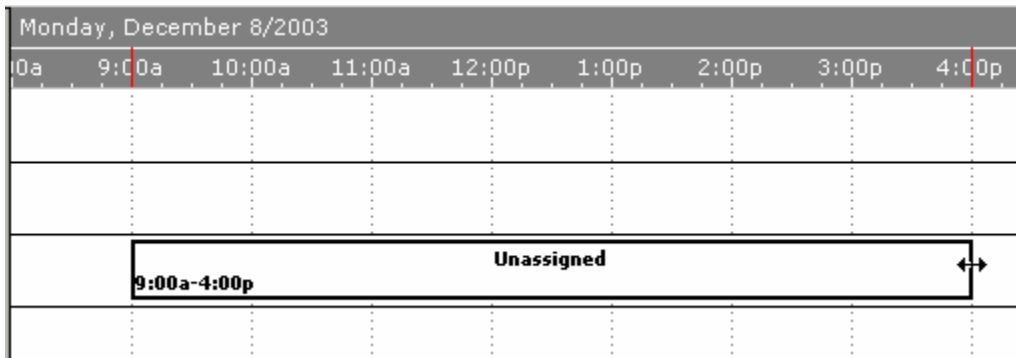 Monday, December 8/2003
:0a 9:00a 10:00a 11:00a 12:00p 1:00p 2:00p 3:00p 4:00p
Unassigned
9:00a-4:00p